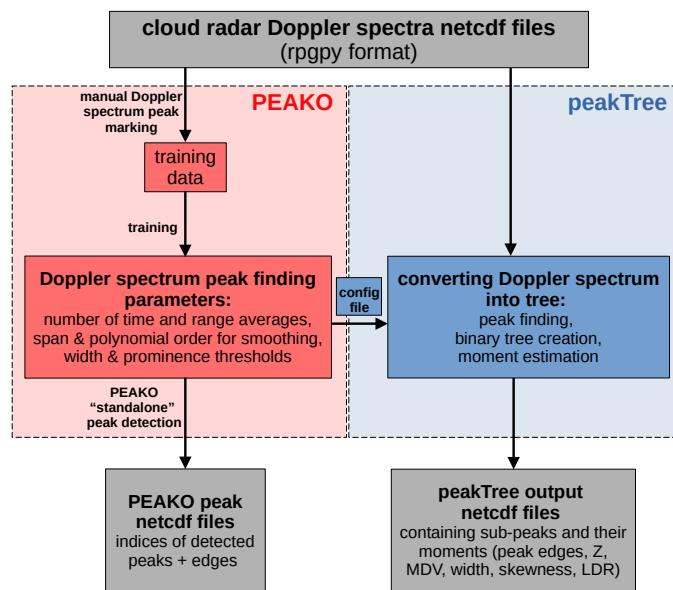 cloud radar Doppler spectra netcdf files
(rpgpy format)
manual Doppler
spectrum peak
marking
PEAKO
peakTree
training
data
training
Doppler spectrum peak finding
parameters:
number of time and range averages,
span & polynomial order for smoothing,
width & prominence thresholds
config
file
converting Doppler spectrum
into tree:
peak finding,
binary tree creation,
moment estimation
PEAKO
“standalone”
peak detection
PEAKO peak
netcdf files
indices of detected
peaks + edges
peakTree output
netcdf files
containing sub-peaks and their
moments (peak edges, Z,
MDV, width, skewness, LDR)